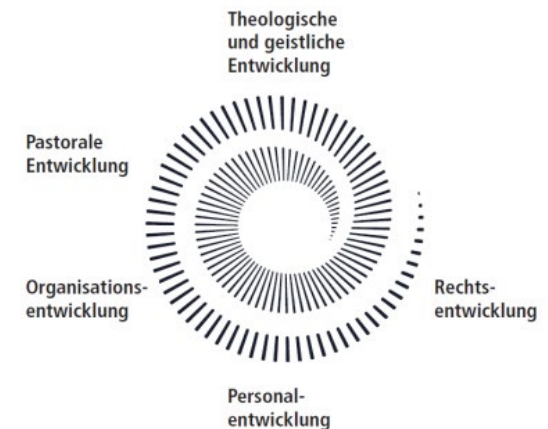 Theologische
und geistliche
Entwicklung
Pastorale
Entwicklung
Organisations-
entwicklung
Rechts-
entwicklung
Personal-
entwicklung